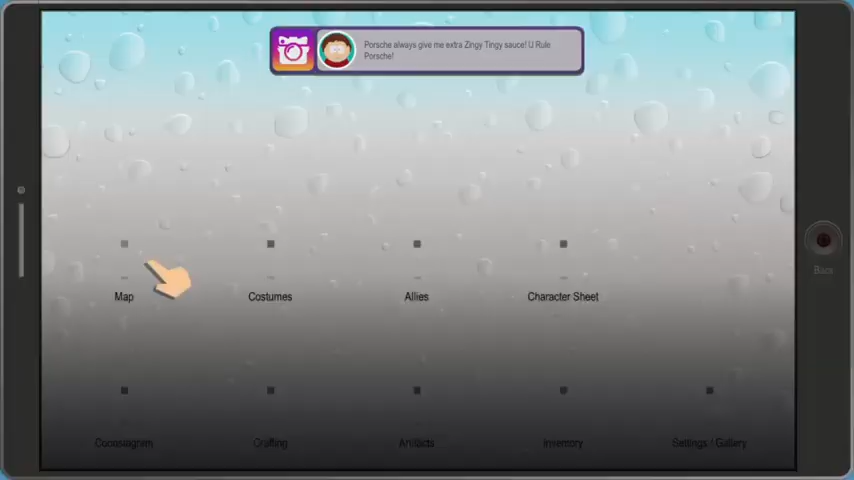 Porsche always give me extra Zingy Tingy sauce! U Rule
Porsche!
Back
Map
Costumes
Allies
Character Sheet
Coonstagram
Crafting
Artifacts
Inventory
Settings / Gallery